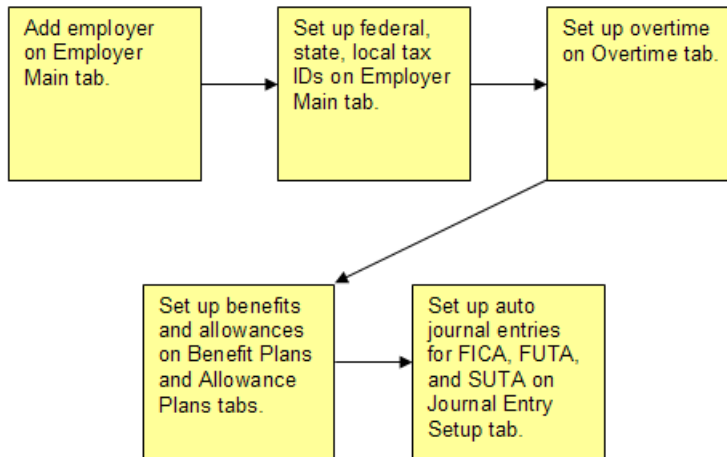 Add employer
on Employer
Main tab.
Set up federal,
state, local tax
IDs on Employer
Main tab.
Set up overtime
on Overtime tab.
Set up benefits
and allowances
on Benefit Plans
and Allowance
Plans tabs.
Set up auto
journal entries
for FICA, FUTA,
and SUTA on
Journal Entry
Setup tab.